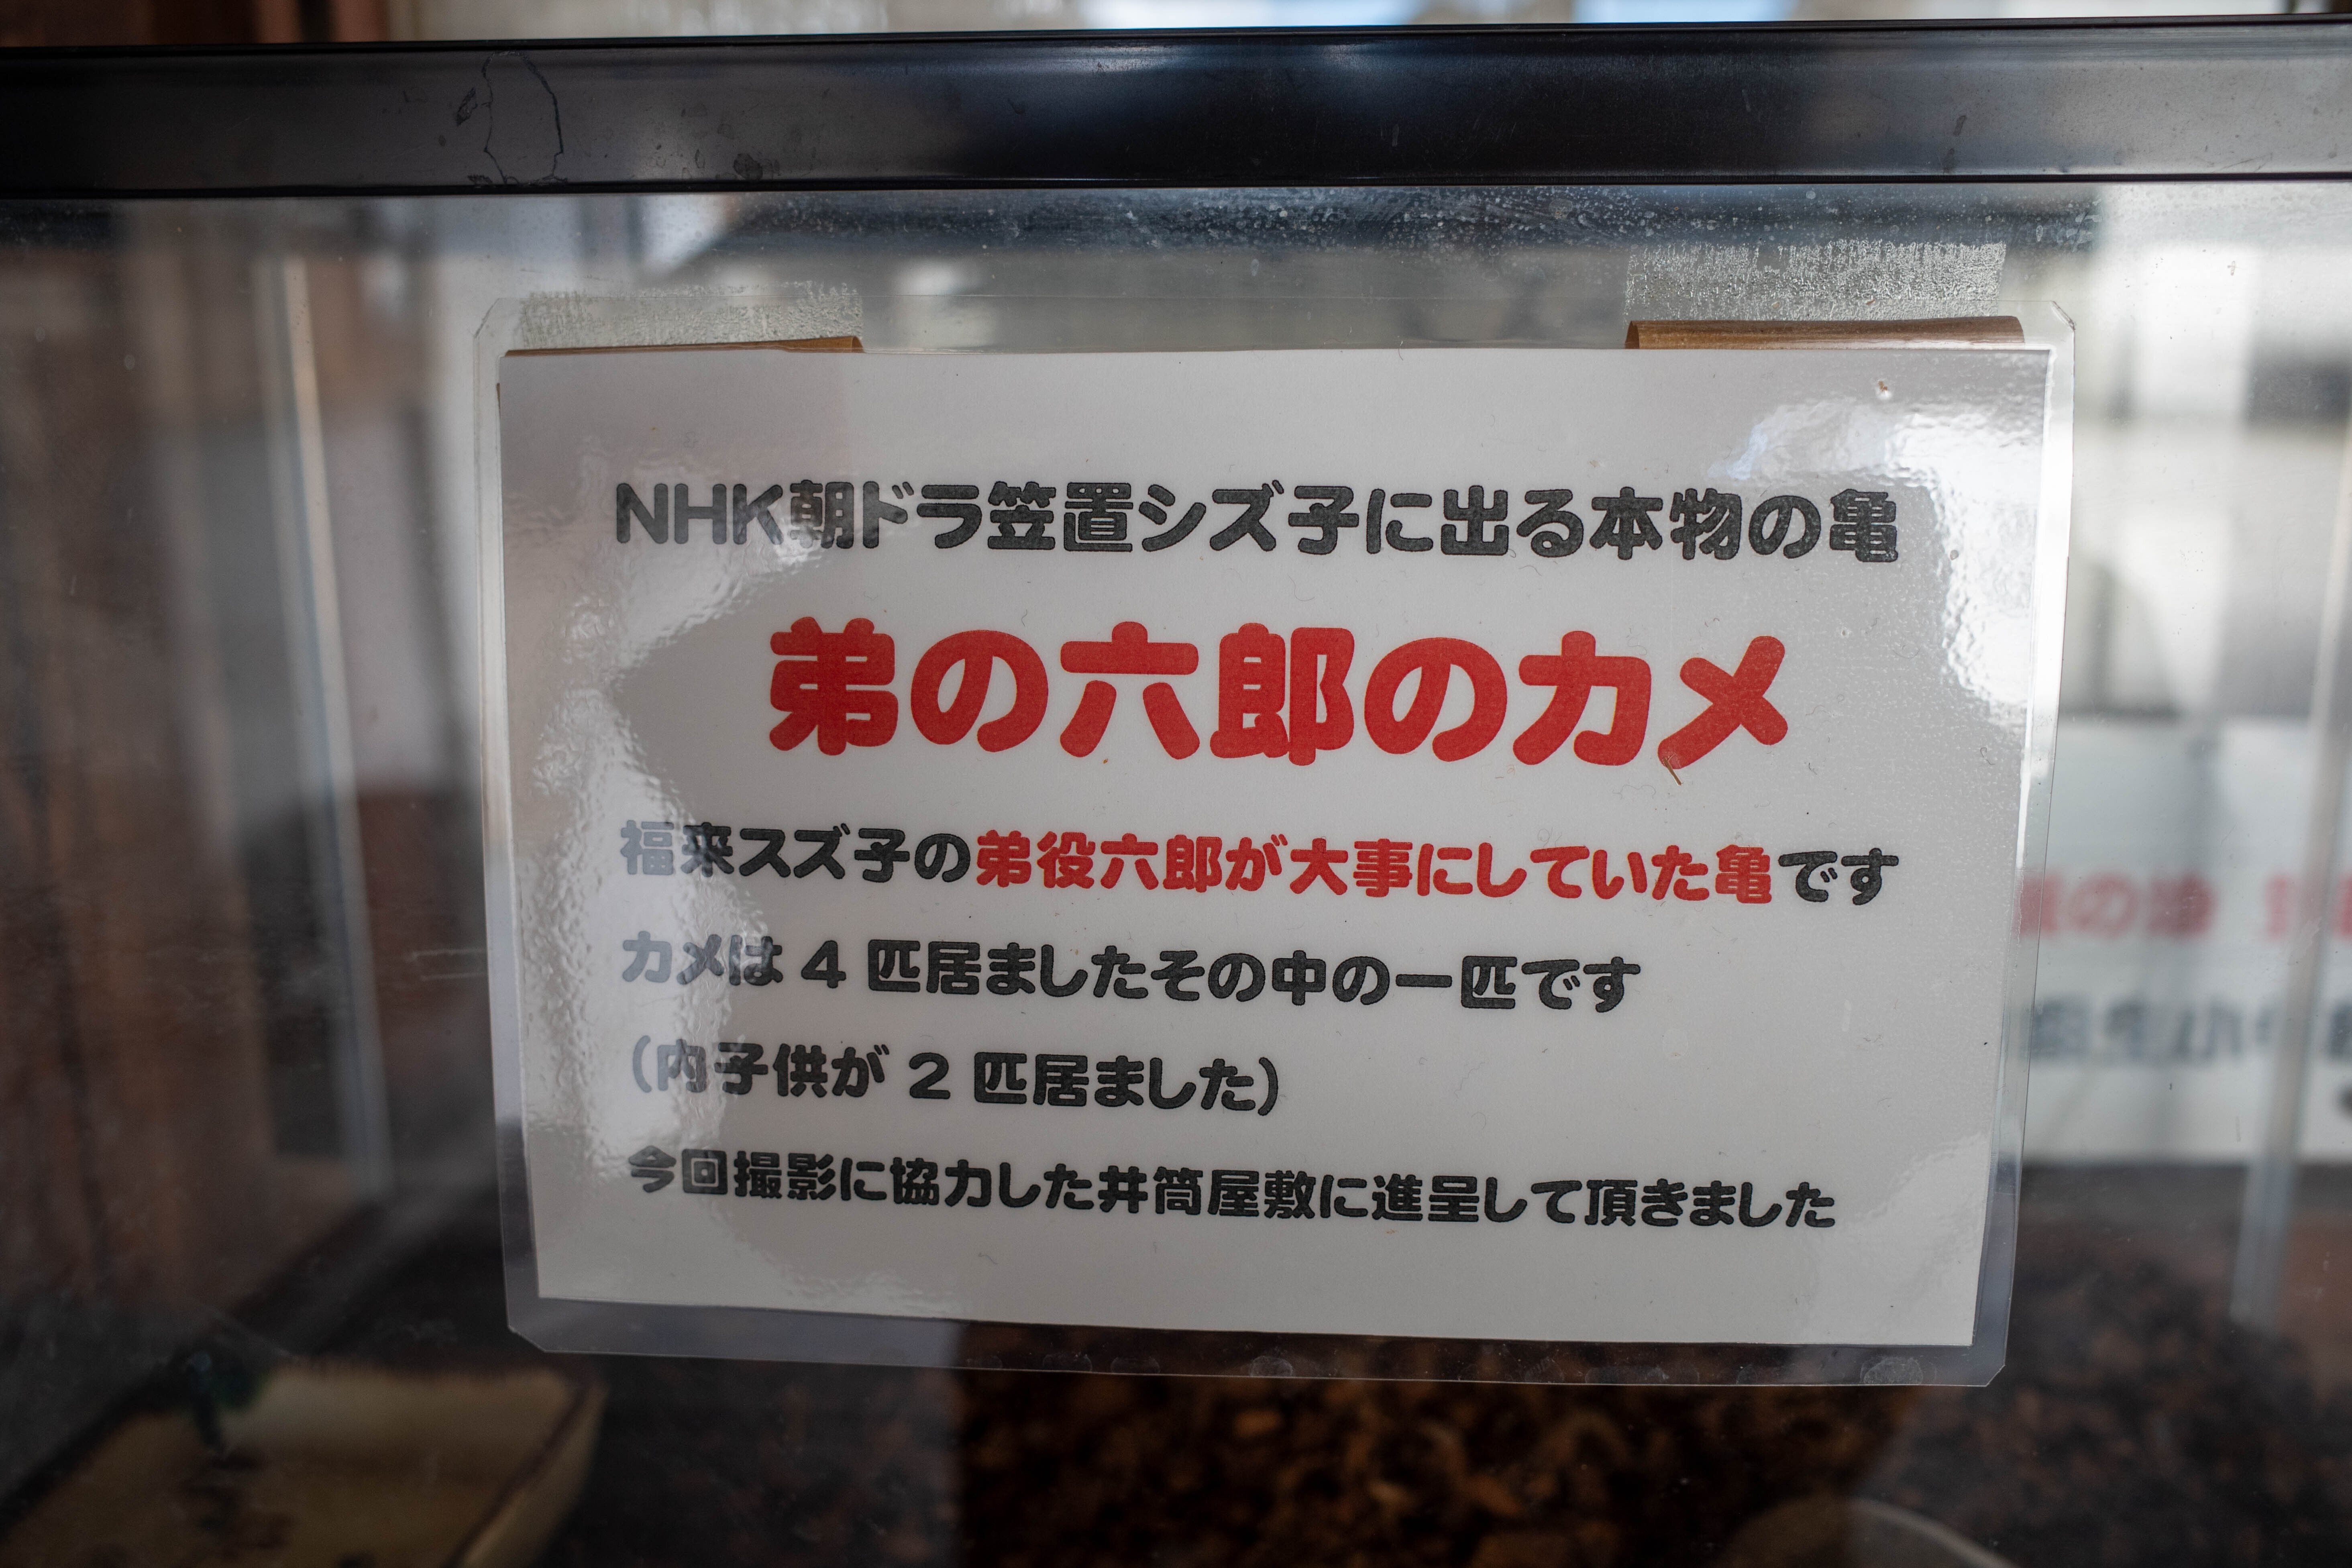 NHK朝ドラ笠置シズ子に出る本物の亀
弟の六郎のカメ
福来スズ子の弟役六郎が大事にしていた亀です
カメは 4 匹居ましたその中の一匹です
(内子供が 2 匹居ました)
今回撮影に協力した井筒屋敷に進呈して頂きました